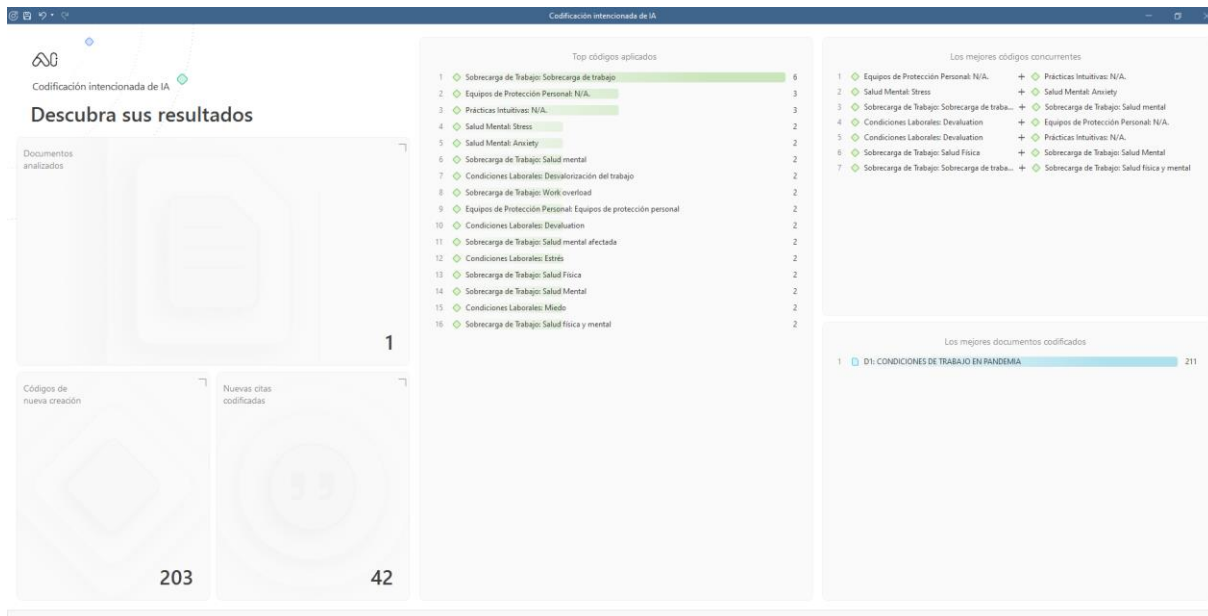 Codificación intencionada de IA
Codificación intencionada de IA
Descubra sus resultados
Documentos
analizados
1
Códigos de
nueva creación
203
Nuevas citas
codificadas
42
Top códigos aplicados
1 Sobrecarga de Trabajo: Sobrecarga de trabajo 6
2 Equipos de Protección Personal: N/A. 3
3 Prácticas Intuitivas: N/A. 3
4 Salud Mental: Stress 2
5 Salud Mental: Anxiety 2
6 Sobrecarga de Trabajo: Salud mental 2
7 Condiciones Laborales: Desvalorización del trabajo 2
8 Sobrecarga de Trabajo: Work overload 2
9 Equipos de Protección Personal: Equipos de protección personal 2
10 Condiciones Laborales: Devaluation 2
11 Sobrecarga de Trabajo: Salud mental afectada 2
12 Condiciones Laborales: Estrés 2
13 Sobrecarga de Trabajo: Salud Física 2
14 Sobrecarga de Trabajo: Salud Mental 2
15 Condiciones Laborales: Miedo 2
16 Sobrecarga de Trabajo: Salud física y mental 2
Los mejores códigos concurrentes
1 Equipos de Protección Personal: N/A. + Prácticas Intuitivas: N/A.
2 Salud Mental: Stress + Salud Mental: Anxiety
3 Sobrecarga de Trabajo: Sobrecarga de traba... + Sobrecarga de Trabajo: Salud mental
4 Condiciones Laborales: Devaluation + Equipos de Protección Personal: N/A.
5 Condiciones Laborales: Devaluation + Prácticas Intuitivas: N/A.
6 Sobrecarga de Trabajo: Salud Física + Sobrecarga de Trabajo: Salud Mental
7 Sobrecarga de Trabajo: Sobrecarga de traba... + Sobrecarga de Trabajo: Salud física y mental
Los mejores documentos codificados
1 D1: CONDICIONES DE TRABAJO EN PANDEMIA 211